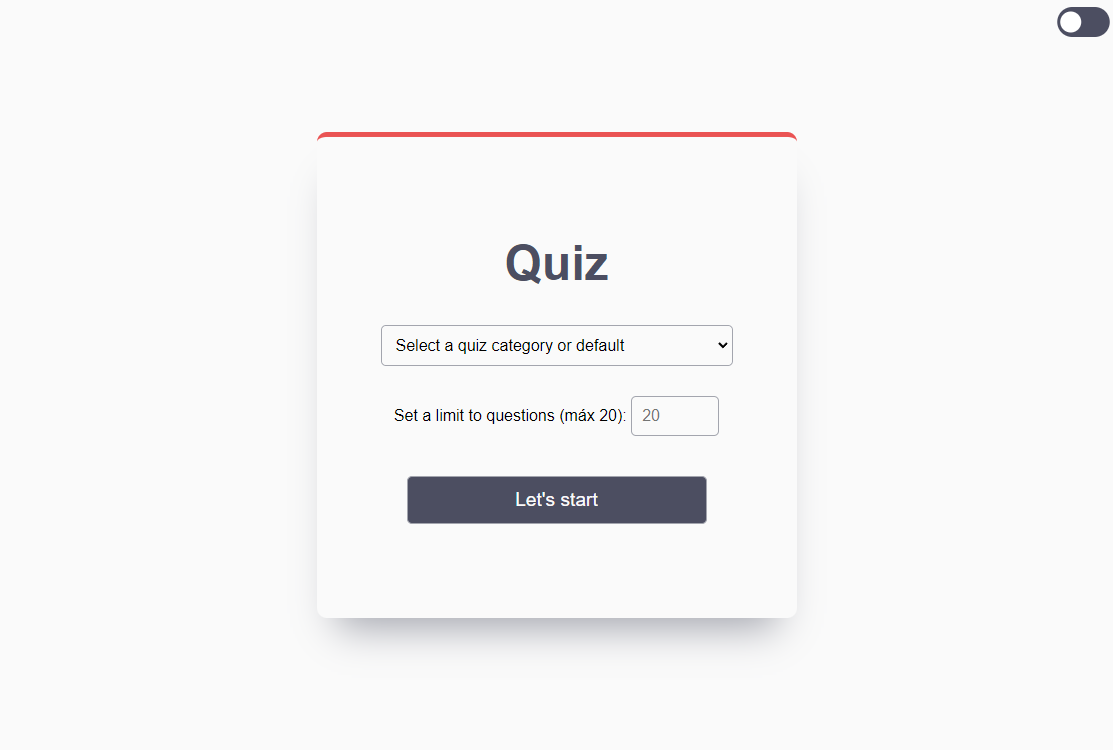 Quiz
Select a quiz category or default
Set a limit to questions (máx 20): 20
Let's start